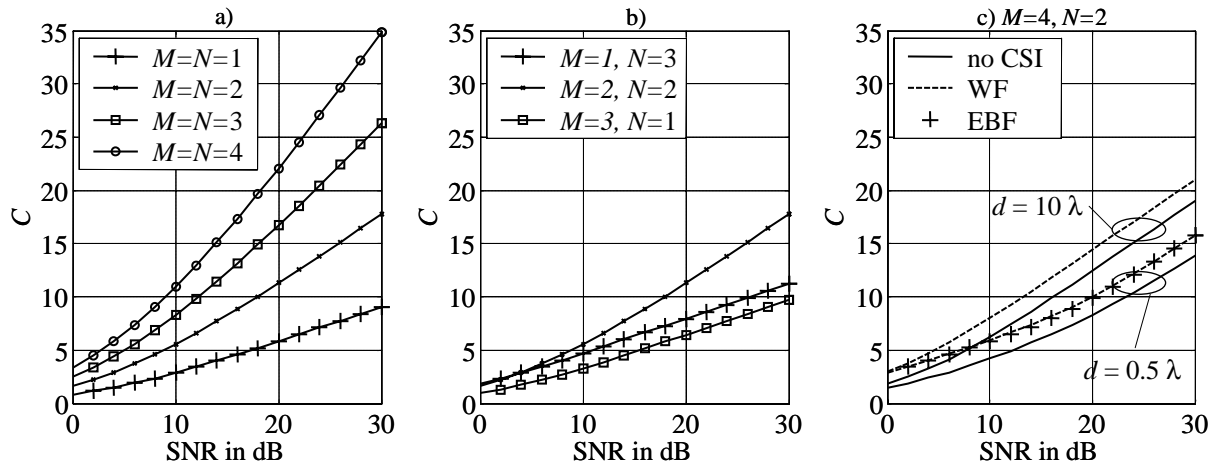 a)
35
30
25
20
15
10
5
0
C
0
10
20
30
SNR in dB
M=N=1
M=N=2
M=N=3
M=N=4
b)
35
30
25
20
15
10
5
0
C
0
10
20
30
SNR in dB
M=1, N=3
M=2, N=2
M=3, N=1
c) M=4, N=2
35
30
25
20
15
10
5
0
C
0
10
20
30
SNR in dB
no CSI
WF
EBF
d = 10 λ
d = 0.5 λ